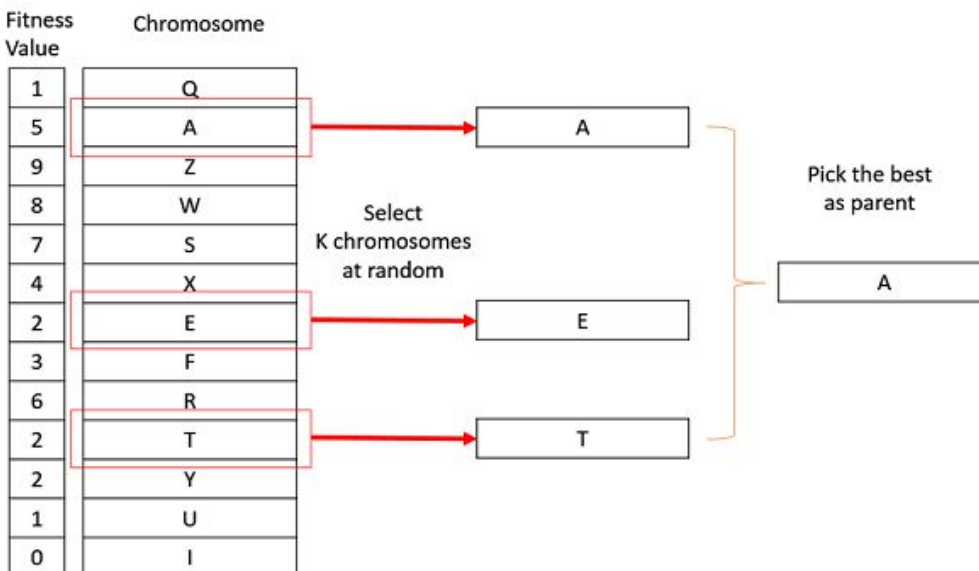 Fitness
Value
Chromosome
1 Q
5 A
9 Z
8 W
7 S
4 X
2 E
3 F
6 R
2 T
2 Y
1 U
0 I
Select
K chromosomes
at random
A
E
T
Pick the best
as parent
A